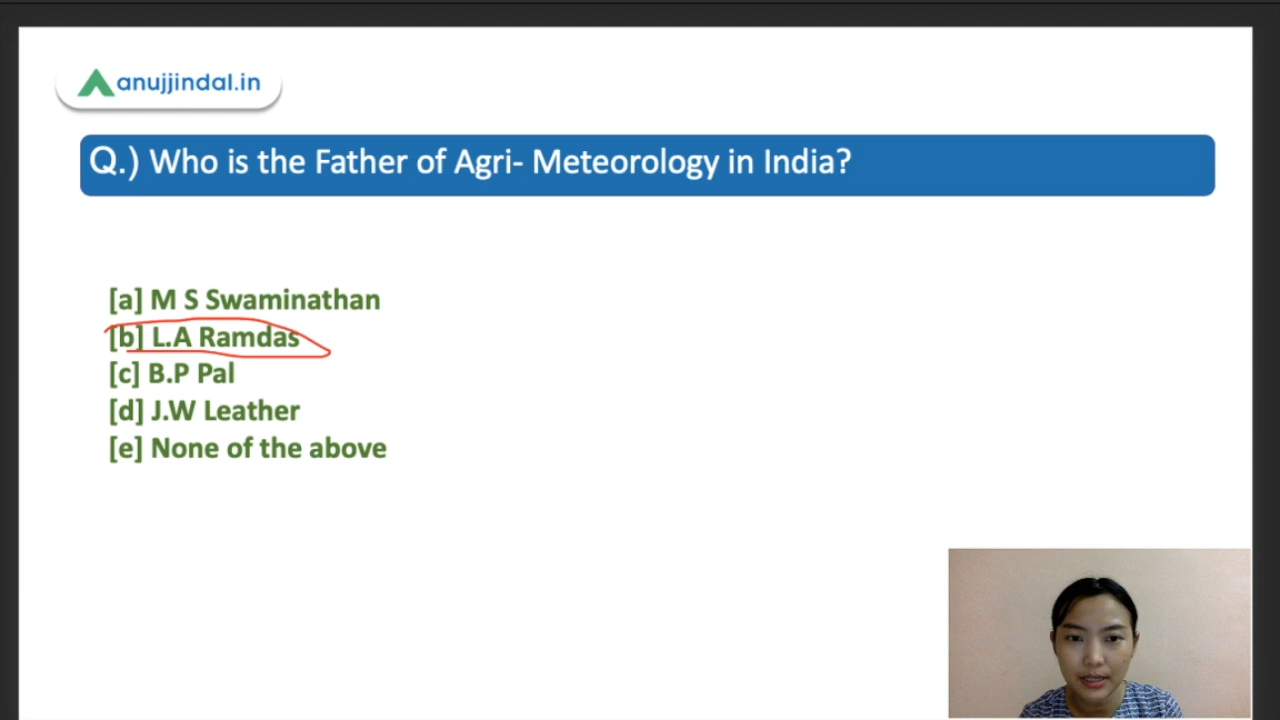 anujjindal.in
Q.) Who is the Father of Agri- Meteorology in India?
[a] M S Swaminathan
[b] L.A Ramdas
[c] B.P Pal
[d] J.W Leather
[e] None of the above